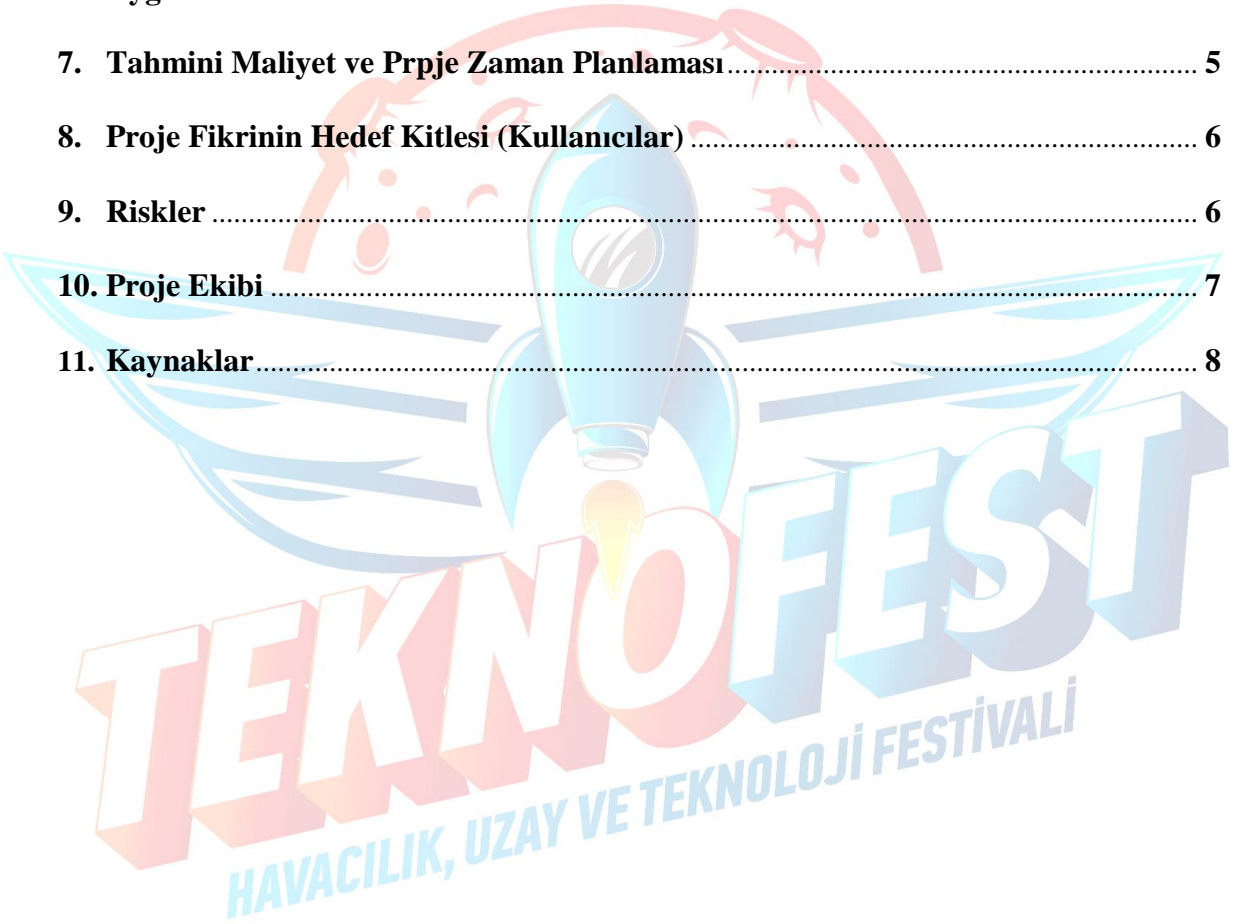 7. Tahmini Maliyet ve Prpje Zaman Planlaması 5
8. Proje Fikrinin Hedef Kitlesi (Kullanıcılar) 6
9. Riskler 6
10. Proje Ekibi 7
11. Kaynaklar 8
TEKNOFEST
HAVACILIK, UZAY VE TEKNOLOJİ FESTİVALİ